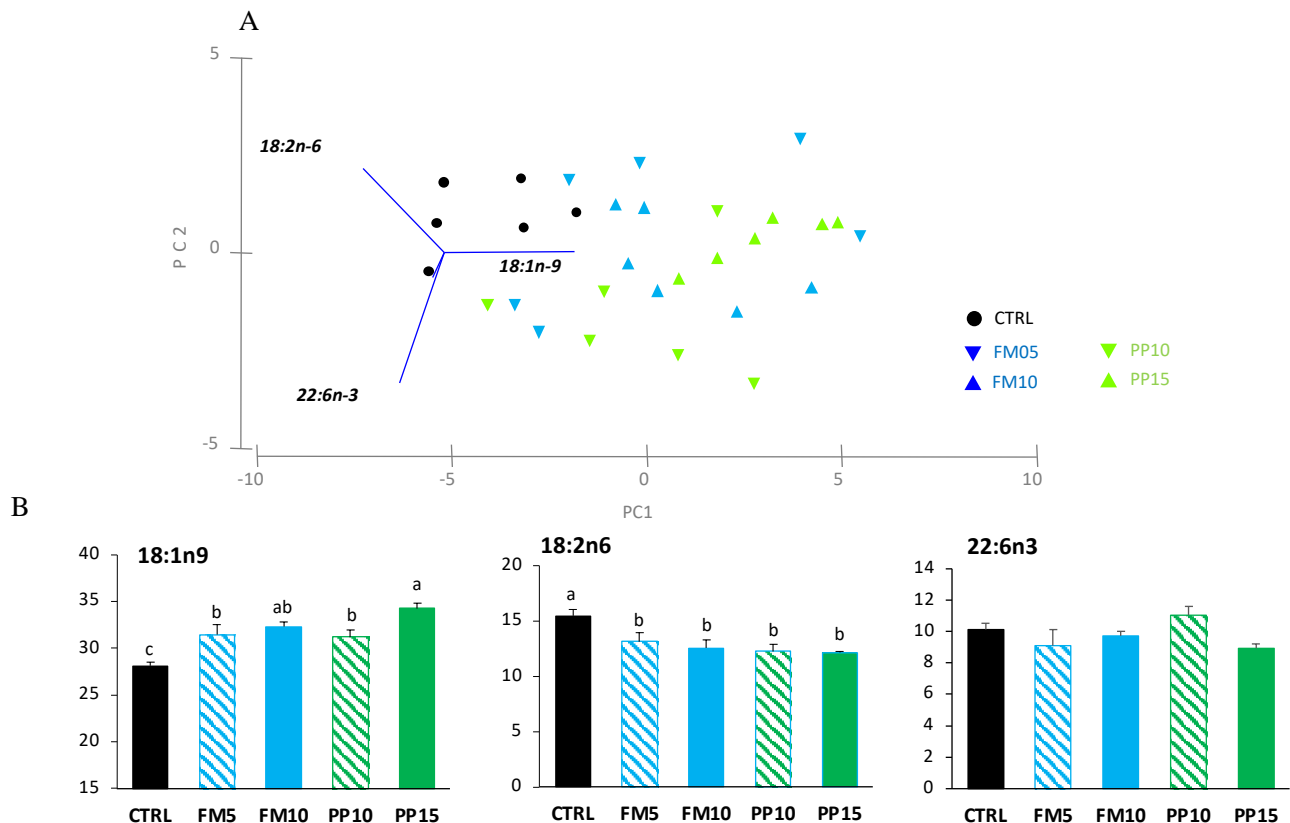 A
5
18:2n-6
PC2
0
18:1n-9
22:6n-3
CTRL
FM05 PP10
FM10 PP15
-5
-10 -5 0 5 10
PC1
B
18:1n9
40
35
30
25
20
15
c b ab b a
CTRL FM5 FM10 PP10 PP15
18:2n6
20
15
10
5
0
a b b b b
CTRL FM5 FM10 PP10 PP15
22:6n3
14
12
10
8
6
4
2
0
CTRL FM5 FM10 PP10 PP15